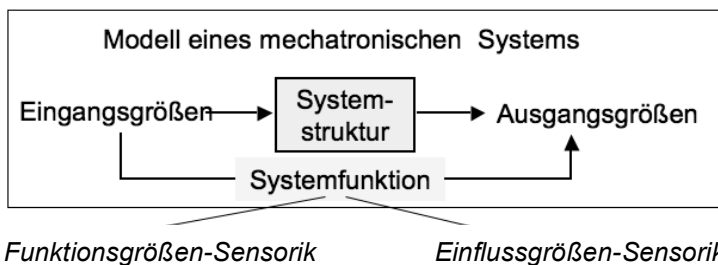 Modell eines mechatronischen Systems
Eingangsgrößen
System-
struktur
Ausgangsgrößen
Systemfunktion
Funktionsgrößen-Sensorik Einflussgrößen-Sensorik